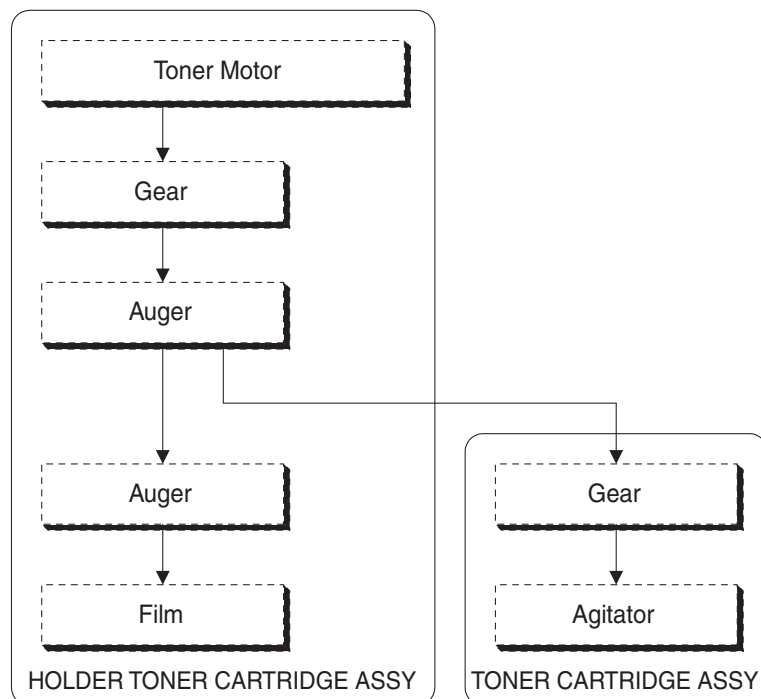 Toner Motor
Gear
Auger
Auger
Gear
Film
Agitator
HOLDER TONER CARTRIDGE ASSY
TONER CARTRIDGE ASSY